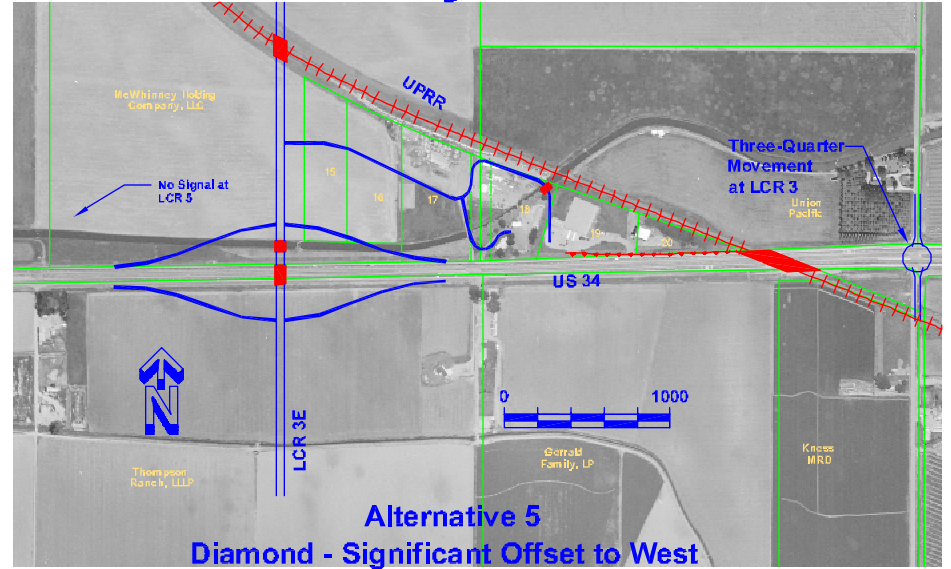 UPRR
McWhinney Holding
Company, LLC
No Signal at
LCR 5
Three-Quarter
Movement
at LCR 3
Union
Pacific
15
16
17
18
19
20
US 34
0 1000
N
LCR 3E
Gerrald
Family, LP
Knoss
MRD
Thompson
Ranch, LLLP
Alternative 5
Diamond - Significant Offset to West